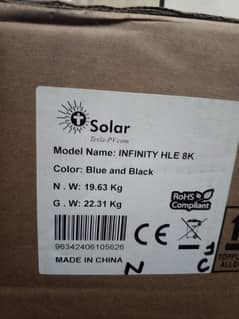 Solar
Tesla-PV.com
Model Name: INFINITY HLE 8K
Color: Blue and Black
N . W: 19.63 Kg
G . W: 22.31 Kg
RoHS
Compliant
96342406105626
CE
MADE IN CHINA